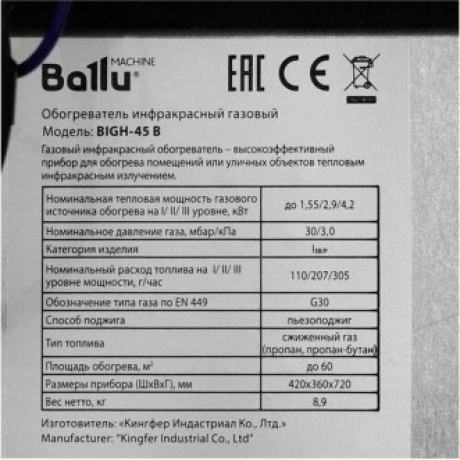 MACHINE
Ballu®
EAC CE
Обогреватель инфракрасный газовый
Модель: BIGH-45 B
Газовый инфракрасный обогреватель – высокоэффективный
прибор для обогрева помещений или уличных объектов тепловым
инфракрасным излучением.
Номинальная тепловая мощность газового
источника обогрева на I/ II/ III уровне, кВт
до 1,55/2,9/4,2
Номинальное давление газа, мбар/кПа
30/3,0
Категория изделия
Номинальный расход топлива на I/ II/ III
уровне мощности, г/час
110/207/305
Обозначение типа газа по EN 449
G30
Способ поджига
пьезоподжиг
Тип топлива
сжиженный газ
(пропан, пропан-бутан)
Площадь обогрева, м²
до 60
Размеры прибора (ШхВхГ), мм
420х360х720
Вес нетто, кг
8,9
Изготовитель: «Кингфер Индастриал Ко., Лтд.»
Manufacturer: "Kingfer Industrial Co., Ltd"